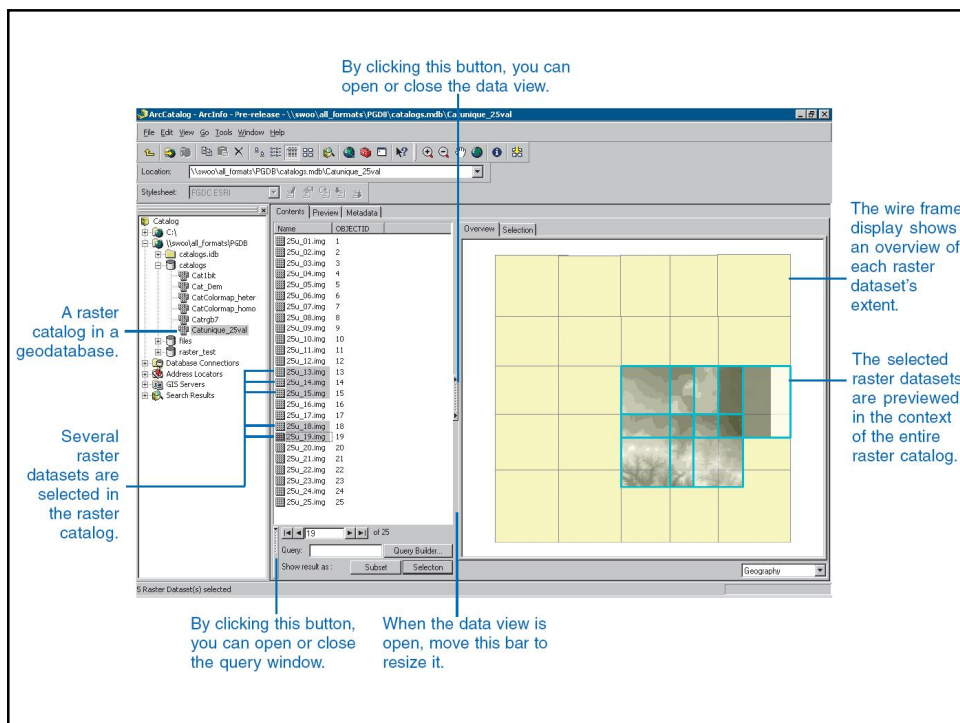 By clicking this button, you can
open or close the data view.
ArcCatalog - ArcInfo - Pre-release - \\swoo\all_formats\PGDB\catalogs.mdb\Catunique_25val
File Edit View Go Tools Window Help
Location: \\swoo\all_formats\PGDB\catalogs.mdb\Catunique_25val
Stylesheet: FGDC ESRI
Catalog
C:\
\\swoo\all_formats\PGDB
catalogs.idb
catalogs
Cat1bit
Cat_Dem
CatColormap_heter
CatColormap_homo
Catrgb7
Catunique_25val
files
raster_test
Database Connections
Address Locators
GIS Servers
Search Results
Contents Preview Metadata
Name OBJECTID
25u_01.img 1
25u_02.img 2
25u_03.img 3
25u_04.img 4
25u_05.img 5
25u_06.img 6
25u_07.img 7
25u_08.img 8
25u_09.img 9
25u_10.img 10
25u_11.img 11
25u_12.img 12
25u_13.img 13
25u_14.img 14
25u_15.img 15
25u_16.img 16
25u_17.img 17
25u_18.img 18
25u_19.img 19
25u_20.img 20
25u_21.img 21
25u_22.img 22
25u_23.img 23
25u_24.img 24
25u_25.img 25
19 of 25
Query: Query Builder...
Show result as : Subset Selection
Overview Selection
Geography
5 Raster Dataset(s) selected
A raster
catalog in a
geodatabase.
Several
raster
datasets are
selected in
the raster
catalog.
The wire frame
display shows
an overview of
each raster
dataset's
extent.
The selected
raster datasets
are previewed
in the context
of the entire
raster catalog.
By clicking this button,
you can open or close
the query window.
When the data view is
open, move this bar to
resize it.